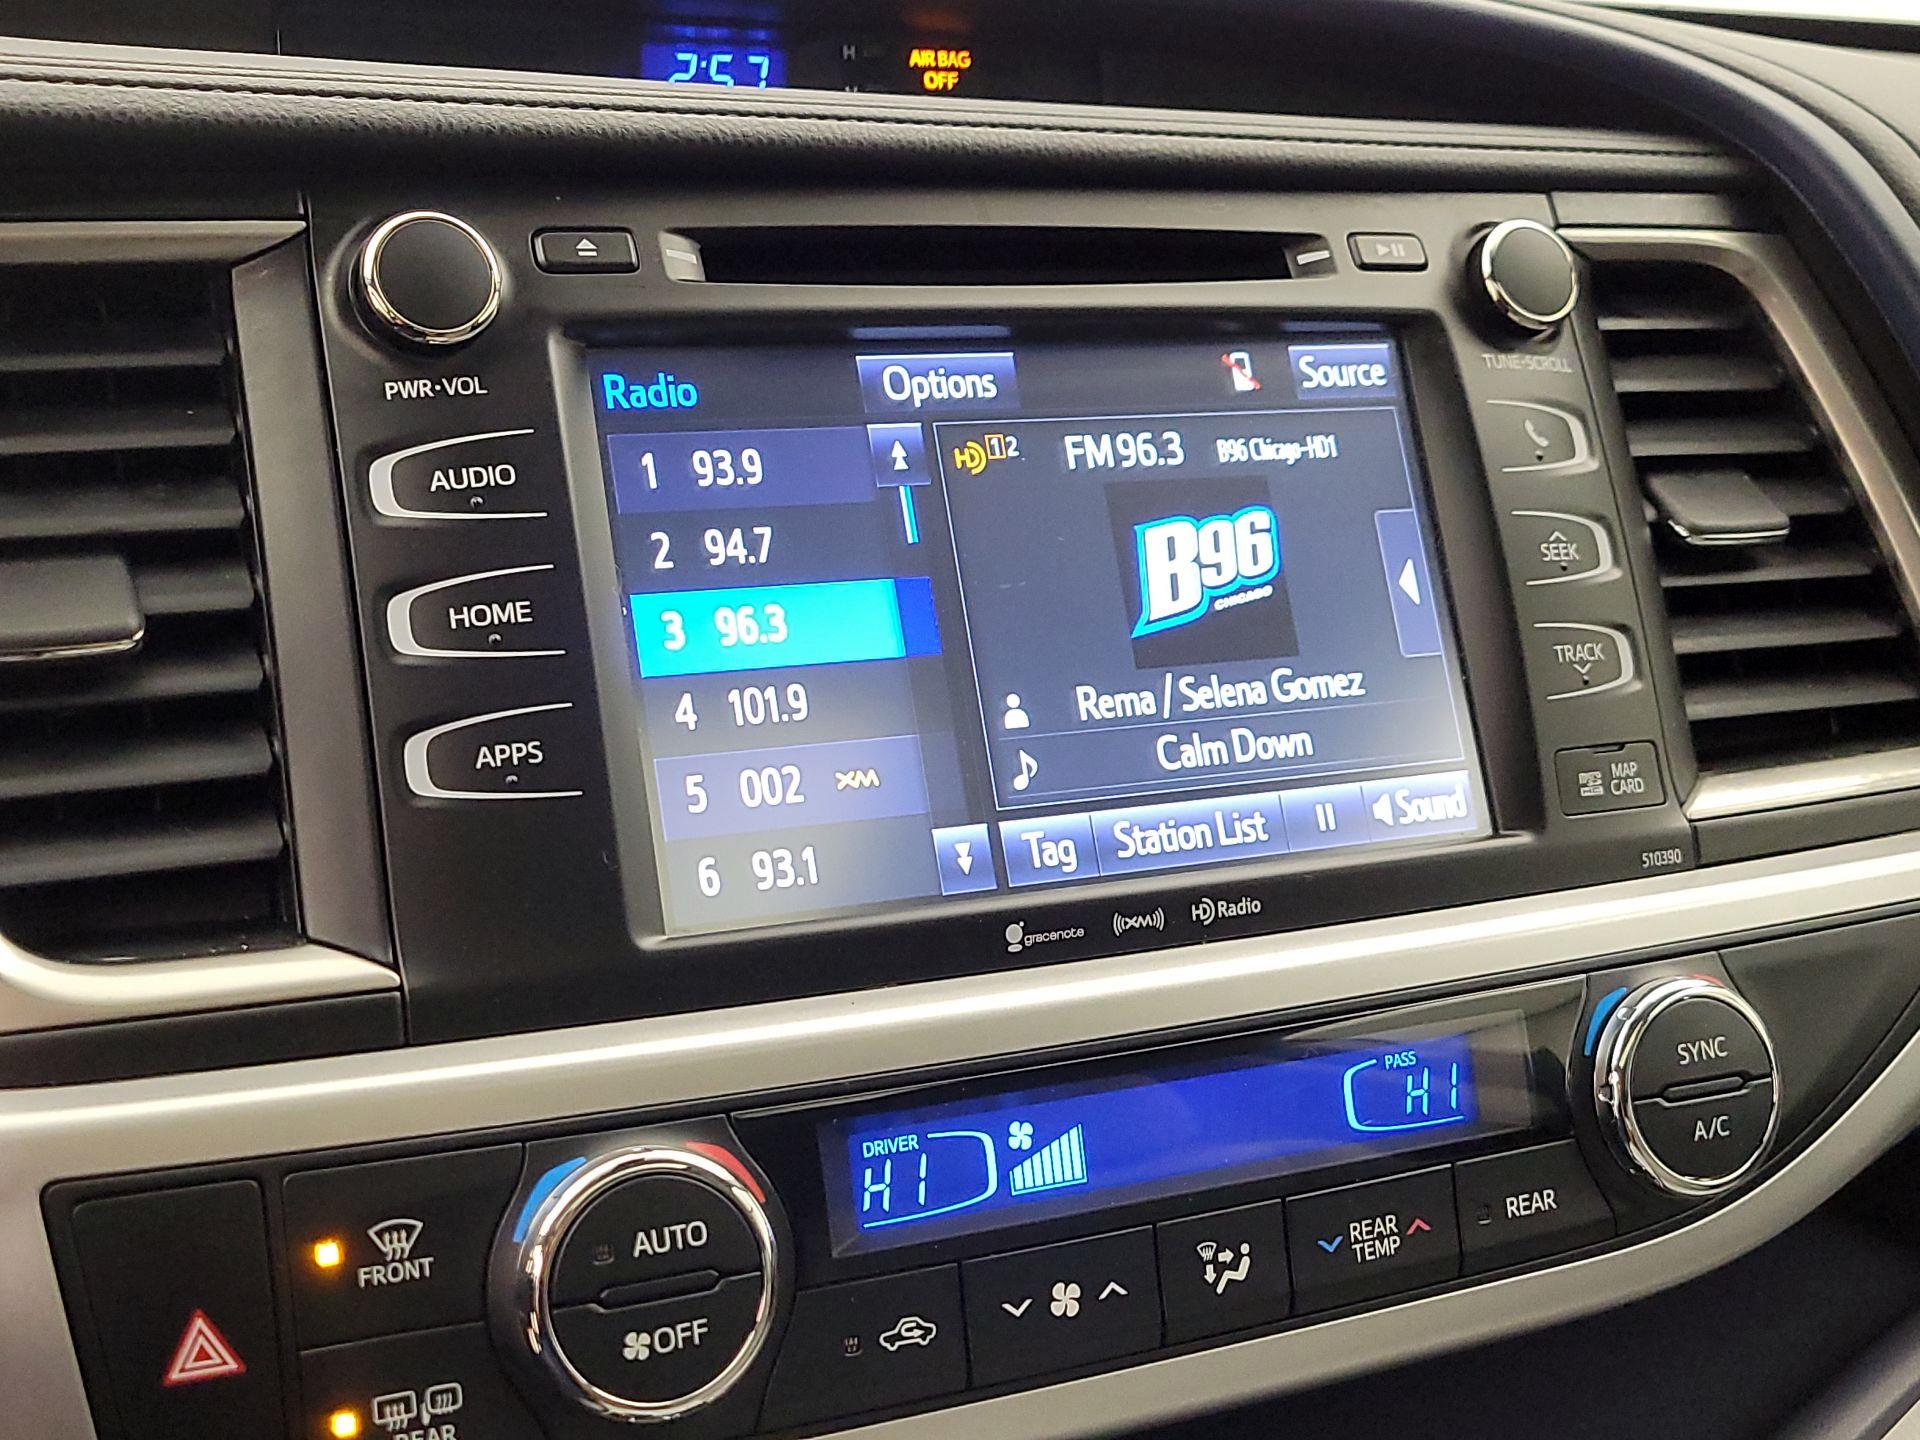 2:57
AIR BAG
OFF
PWR•VOL
TUNE•SCROLL
AUDIO
HOME
APPS
SEEK
TRACK
MAP
CARD
510390
Radio
Options
Source
1 93.9
2 94.7
3 96.3
4 101.9
5 002 XM
6 93.1
HD 1 2
FM 96.3
B96 Chicago-HD1
B96
CHICAGO
Rema / Selena Gomez
Calm Down
Tag
Station List
Sound
gracenote
((XM))
HD Radio
DRIVER
HI
PASS
HI
SYNC
A/C
FRONT
AUTO
OFF
REAR
TEMP
REAR
REAR